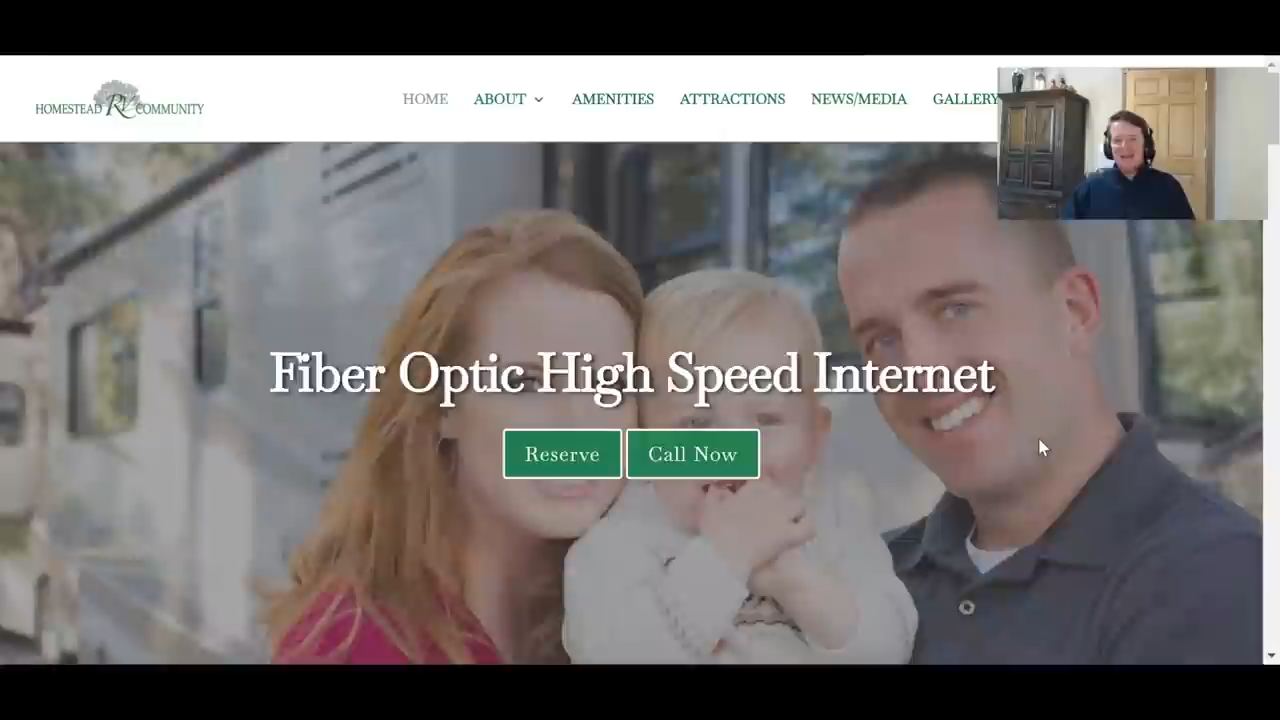 HOMESTEAD RV COMMUNITY
HOME ABOUT AMENITIES ATTRACTIONS NEWS/MEDIA GALLERY
Fiber Optic High Speed Internet
Reserve Call Now